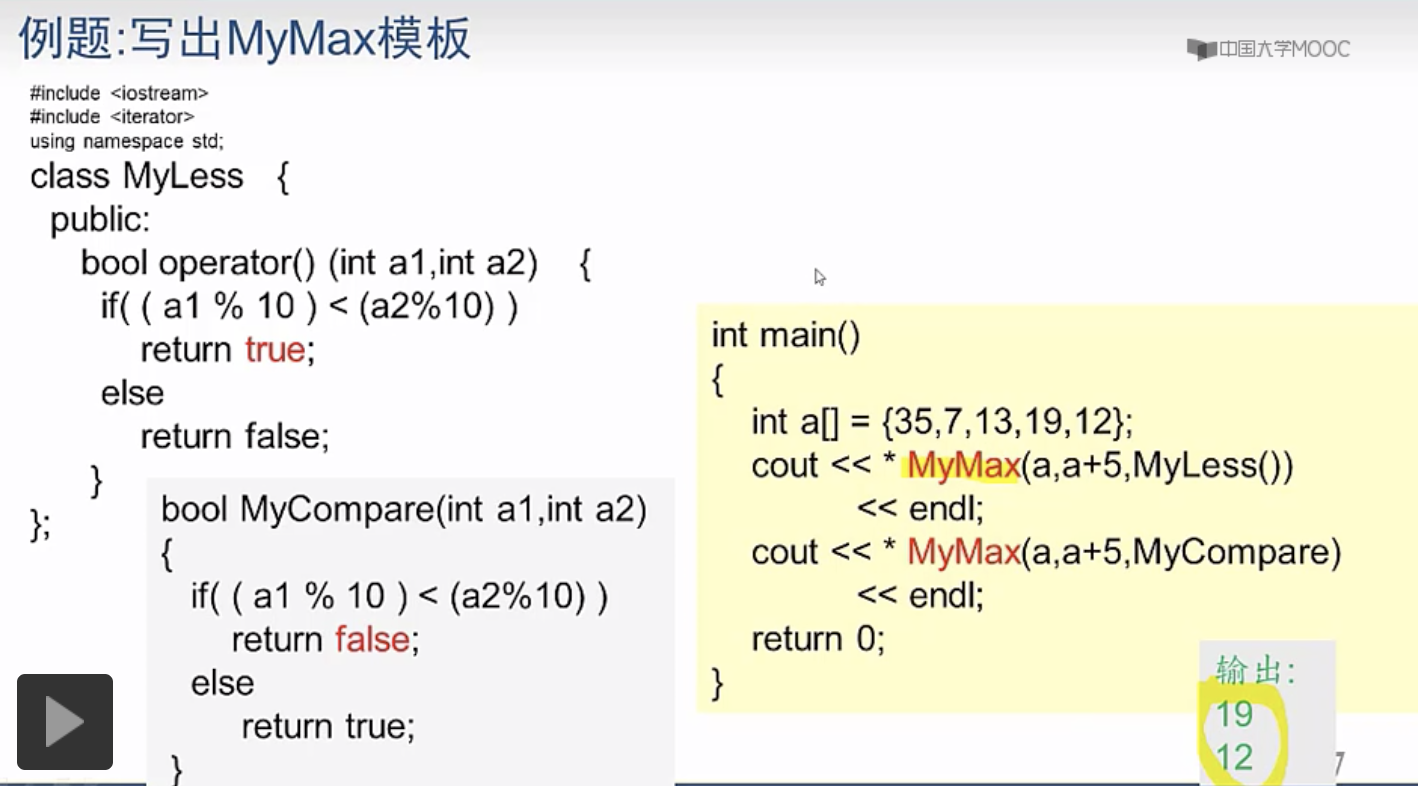 例题:写出MyMax模板
中国大学MOOC
#include <iostream>
#include <iterator>
using namespace std;
class MyLess {
public:
bool operator() (int a1,int a2) {
if( ( a1 % 10 ) < (a2%10) )
return true;
else
return false;
}
};
bool MyCompare(int a1,int a2)
{
if( ( a1 % 10 ) < (a2%10) )
return false;
else
return true;
}
int main()
{
int a[] = {35,7,13,19,12};
cout << * MyMax(a,a+5,MyLess())
<< endl;
cout << * MyMax(a,a+5,MyCompare)
<< endl;
return 0;
}
输出:
19
12